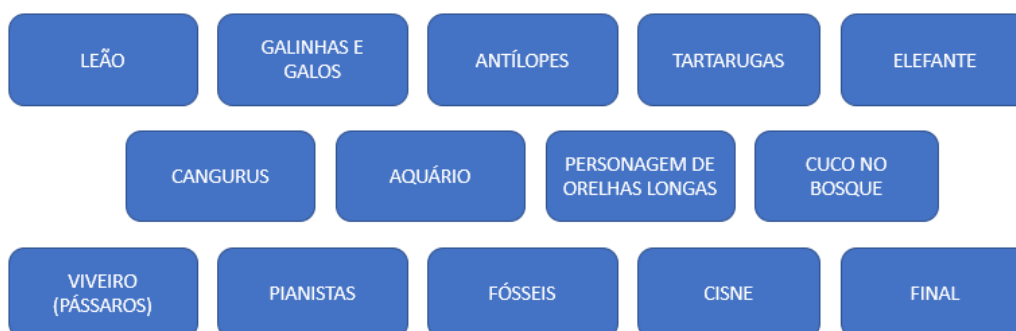 LEÃO
GALINHAS E
GALOS
ANTÍLOPES
TARTARUGAS
ELEFANTE
CANGURUS
AQUÁRIO
PERSONAGEM DE
ORELHAS LONGAS
CUCO NO
BOSQUE
VIVEIRO
(PÁSSAROS)
PIANISTAS
FÓSSEIS
CISNE
FINAL